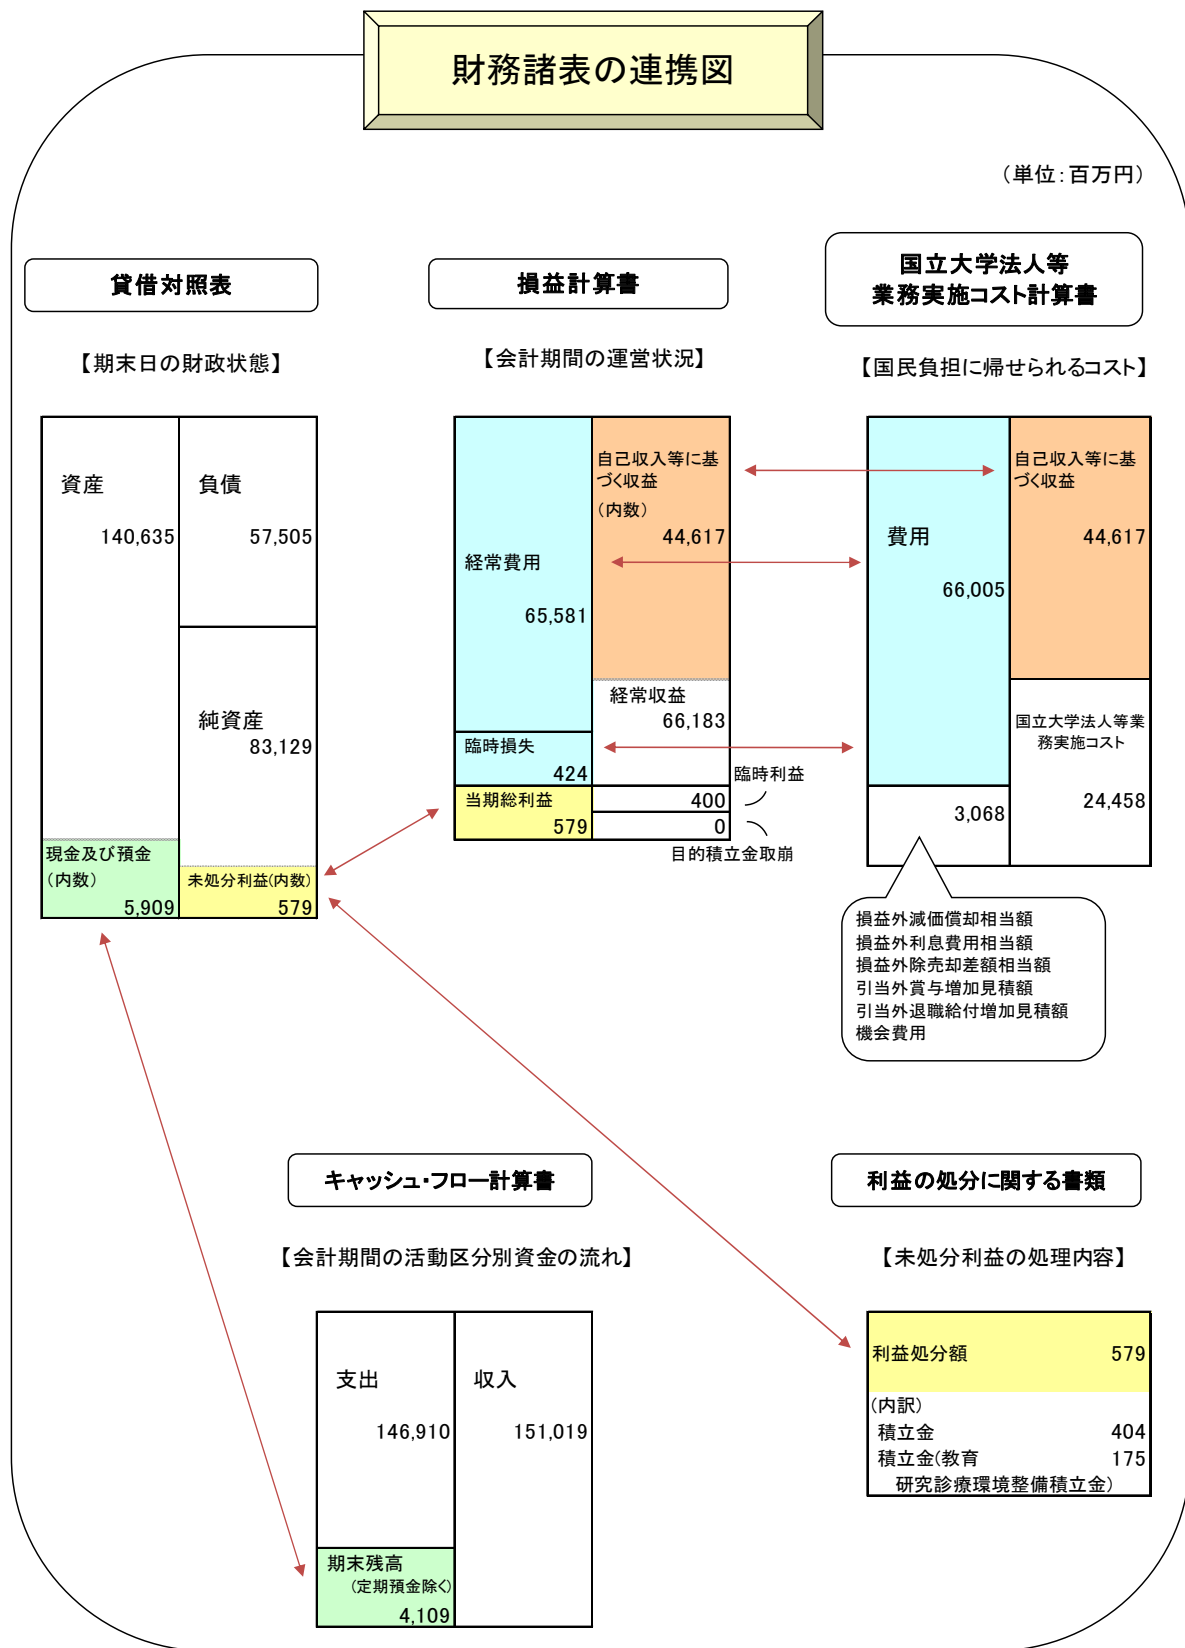 財務諸表の連携図
（単位：百万円）
貸借対照表
【期末日の財政状態】
資産
140,635
負債
57,505
純資産
83,129
現金及び預金
（内数）
5,909
未処分利益(内数)
579
損益計算書
【会計期間の運営状況】
経常費用
65,581
臨時損失
424
当期総利益
579
自己収入等に基
づく収益
（内数）
44,617
経常収益
66,183
臨時利益
400
0
目的積立金取崩
国立大学法人等
業務実施コスト計算書
【国民負担に帰せられるコスト】
費用
66,005
3,068
自己収入等に基
づく収益
44,617
国立大学法人等業
務実施コスト
24,458
損益外減価償却相当額
損益外利息費用相当額
損益外除売却差額相当額
引当外賞与増加見積額
引当外退職給付増加見積額
機会費用
キャッシュ・フロー計算書
【会計期間の活動区分別資金の流れ】
支出
146,910
収入
151,019
期末残高
(定期預金除く)
4,109
利益の処分に関する書類
【未処分利益の処理内容】
利益処分額 579
（内訳）
積立金 404
積立金(教育 175
研究診療環境整備積立金)